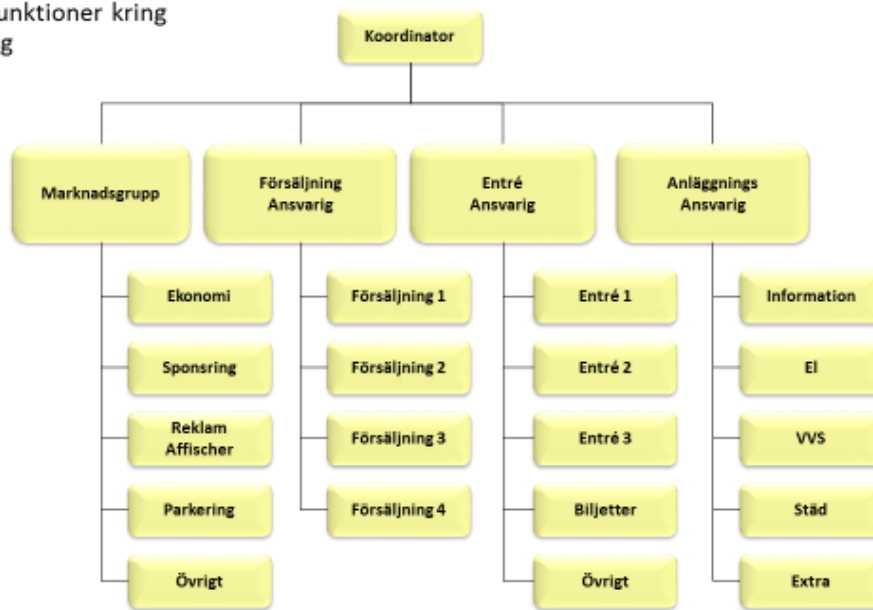 unktioner kring
g
Koordinator
Marknadsgrupp
Försäljning
Ansvarig
Entré
Ansvarig
Anläggnings
Ansvarig
Ekonomi
Sponsring
Reklam
Affischer
Parkering
Övrigt
Försäljning 1
Försäljning 2
Försäljning 3
Försäljning 4
Entré 1
Entré 2
Entré 3
Biljetter
Övrigt
Information
El
VVS
Städ
Extra